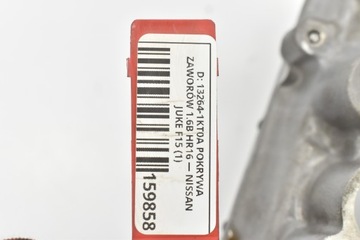 D: 13264-1KT0A POKRYWA
ZAWORÓW 1.6B HR16 — NISSAN
JUKE F15 (1)
159858